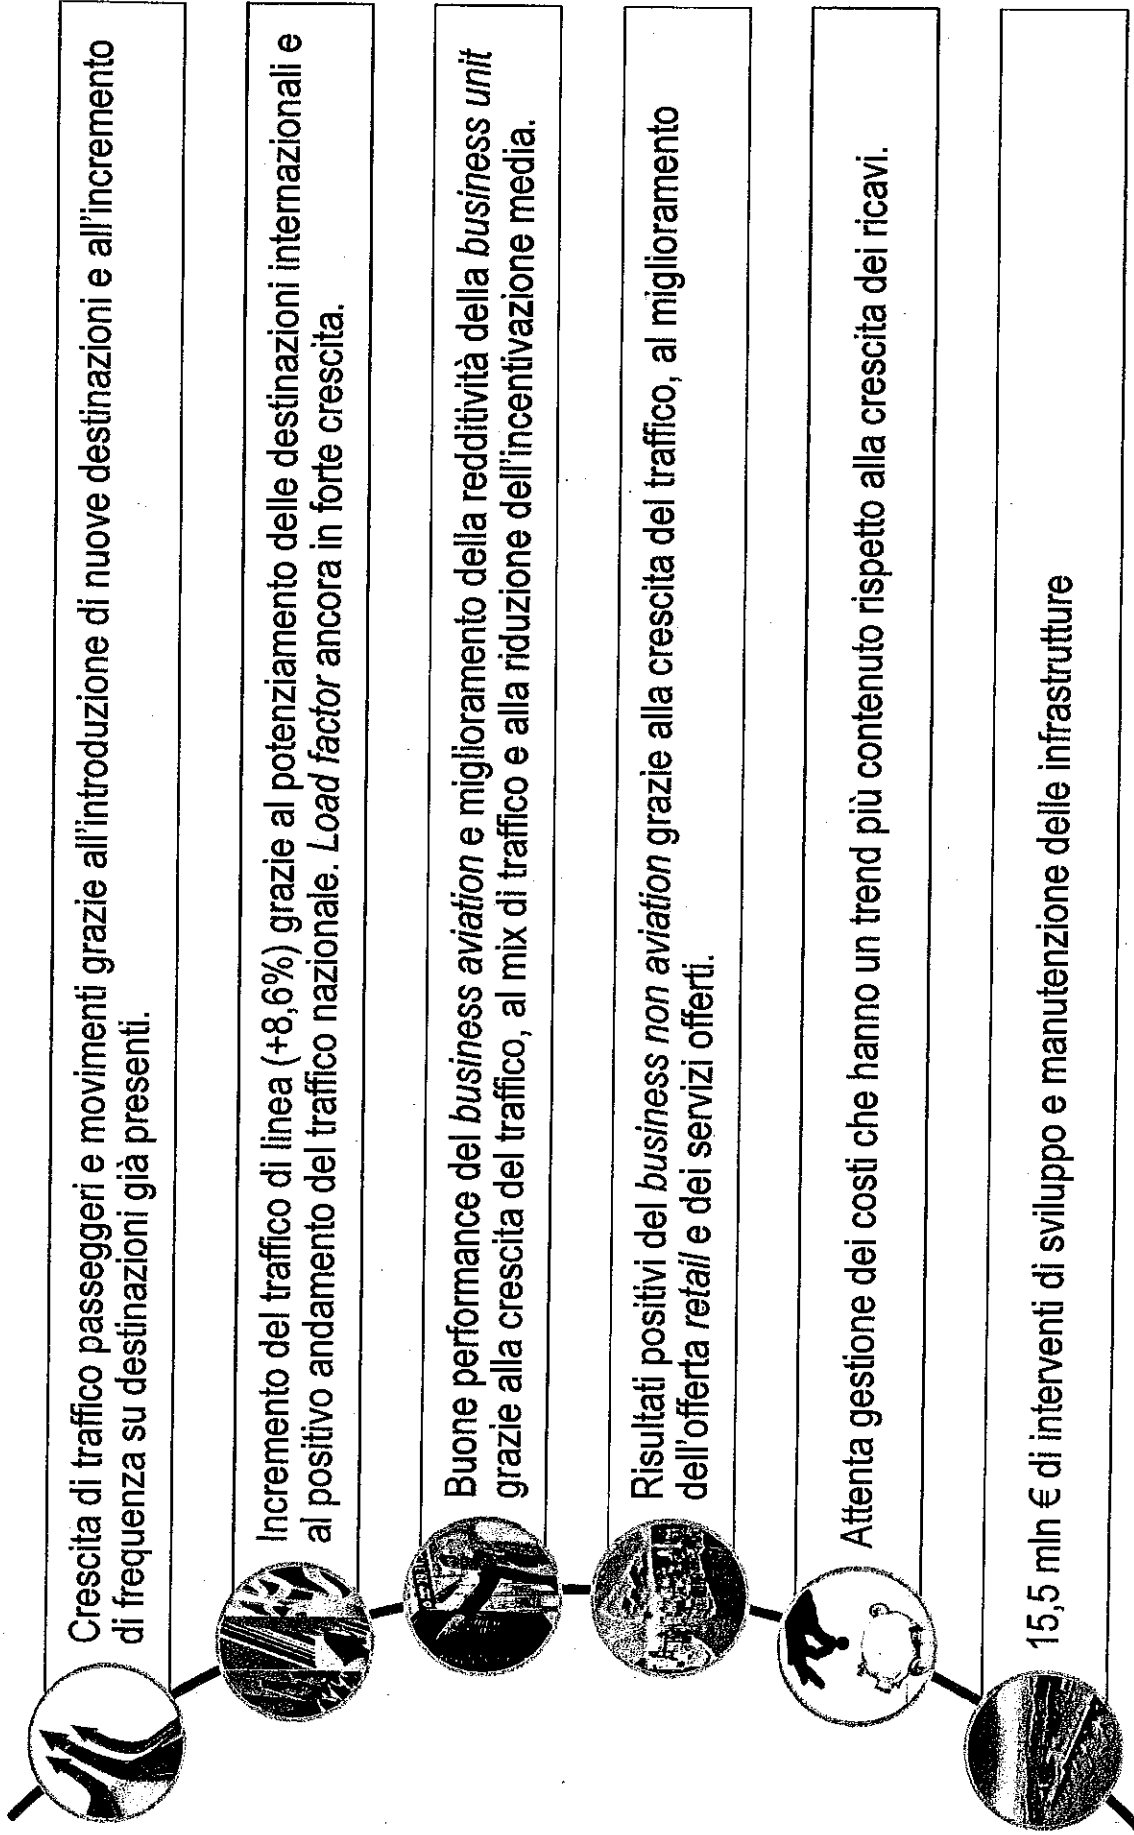 Crescita di traffico passeggeri e movimenti grazie all'introduzione di nuove destinazioni e all'incremento
di frequenza su destinazioni già presenti.
Incremento del traffico di linea (+8,6%) grazie al potenziamento delle destinazioni internazionali e
al positivo andamento del traffico nazionale. Load factor ancora in forte crescita.
Buone performance del business aviation e miglioramento della redditività della business unit
grazie alla crescita del traffico, al mix di traffico e alla riduzione dell'incentivazione media.
Risultati positivi del business non aviation grazie alla crescita del traffico, al miglioramento
dell'offerta retail e dei servizi offerti.
Attenta gestione dei costi che hanno un trend più contenuto rispetto alla crescita dei ricavi.
15,5 mln € di interventi di sviluppo e manutenzione delle infrastrutture